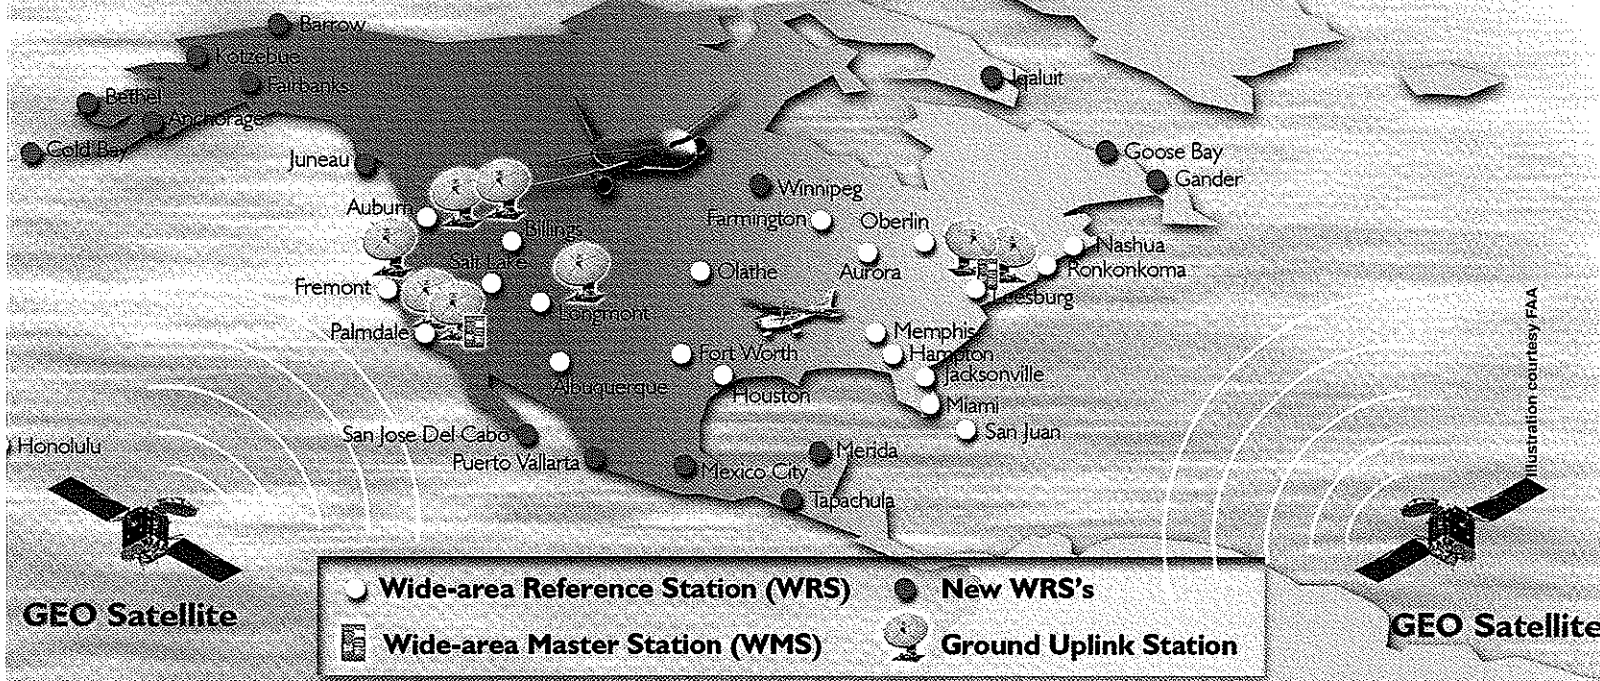 Barrow
Kotzebue
Fairbanks
Iqaluit
Bethel
Anchorage
Cold Bay
Juneau
Goose Bay
Gander
Winnipeg
Auburn
Farmington
Oberlin
Billings
Nashua
Salt Lake
Olathe
Aurora
Ronkonkoma
Fremont
Leesburg
Longmont
Palmdale
Memphis
Fort Worth
Hampton
Albuquerque
Jacksonville
Houston
Miami
San Jose Del Cabo
San Juan
Honolulu
Puerto Vallarta
Mexico City
Merida
Tapachula
Illustration courtesy FAA
Wide-area Reference Station (WRS)
New WRS's
GEO Satellite
Wide-area Master Station (WMS)
Ground Uplink Station
GEO Satellite